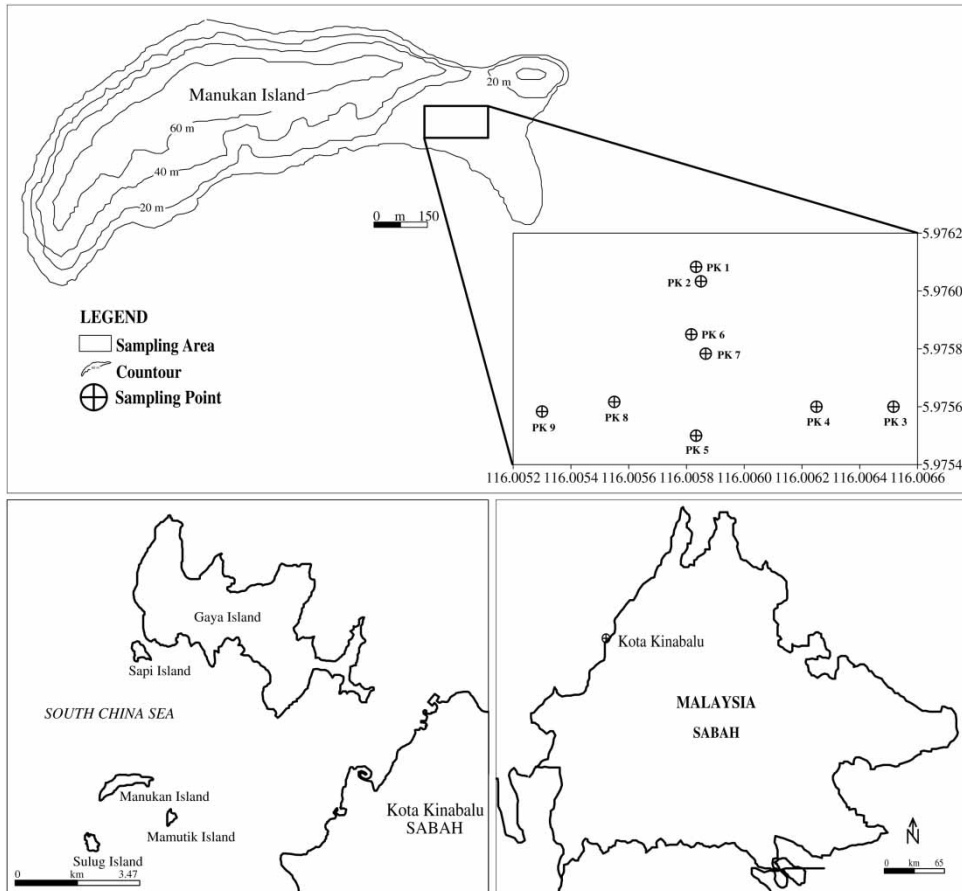 Manukan Island
20 m
60 m
40 m
20 m
0 m 150
LEGEND
Sampling Area
Countour
Sampling Point
5.9762
5.9760
5.9758
5.9756
5.9754
PK 1
PK 2
PK 6
PK 7
PK 9
PK 8
PK 5
PK 4
PK 3
116.0052 116.0054 116.0056 116.0058 116.0060 116.0062 116.0064 116.0066
Gaya Island
Sapi Island
SOUTH CHINA SEA
Manukan Island
Mamutik Island
Sulug Island
Kota Kinabalu
SABAH
0 km 3.47
Kota Kinabalu
MALAYSIA
SABAH
N
0 km 65